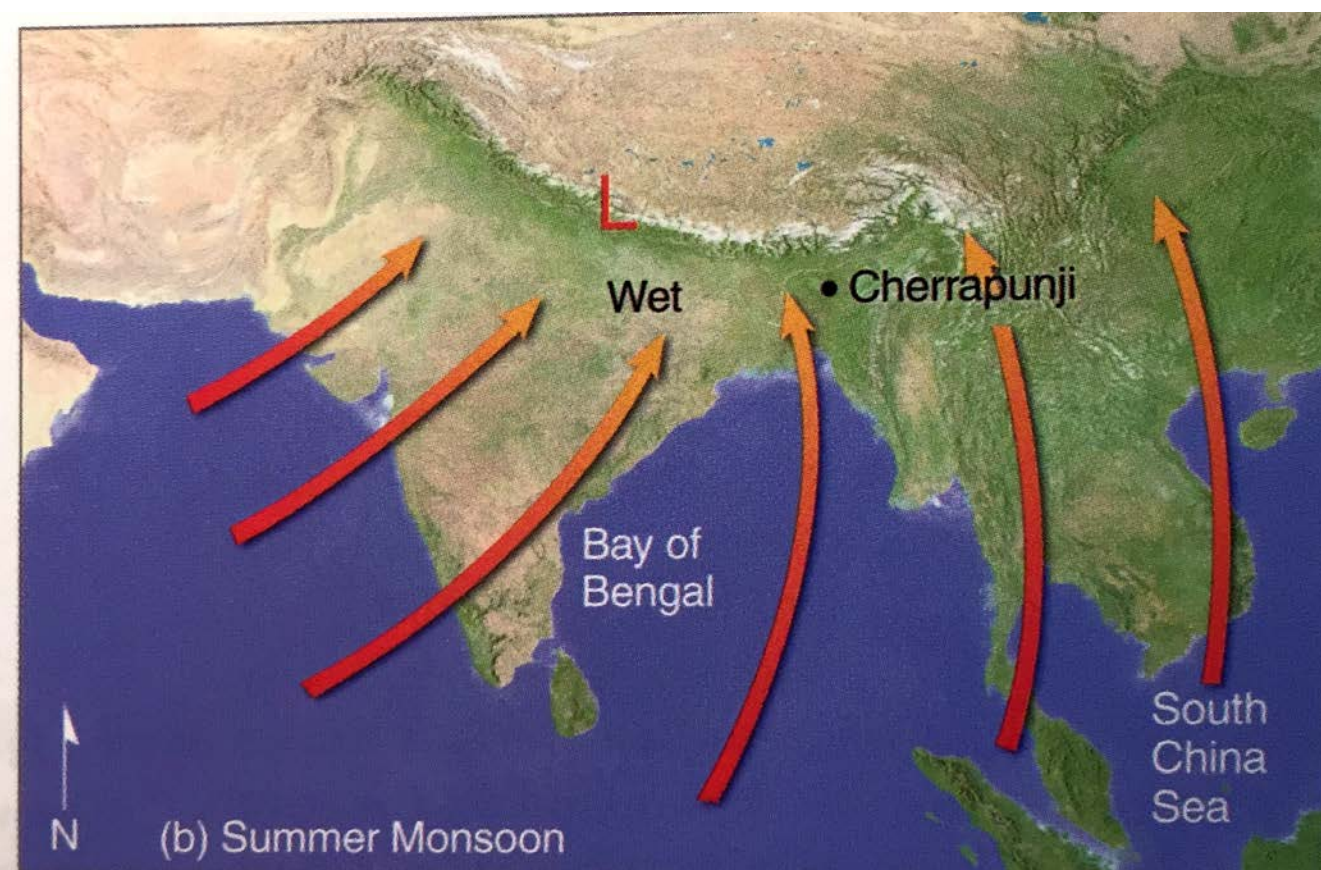 L
Wet
Cherrapunji
Bay of
Bengal
South
China
Sea
N
(b) Summer Monsoon